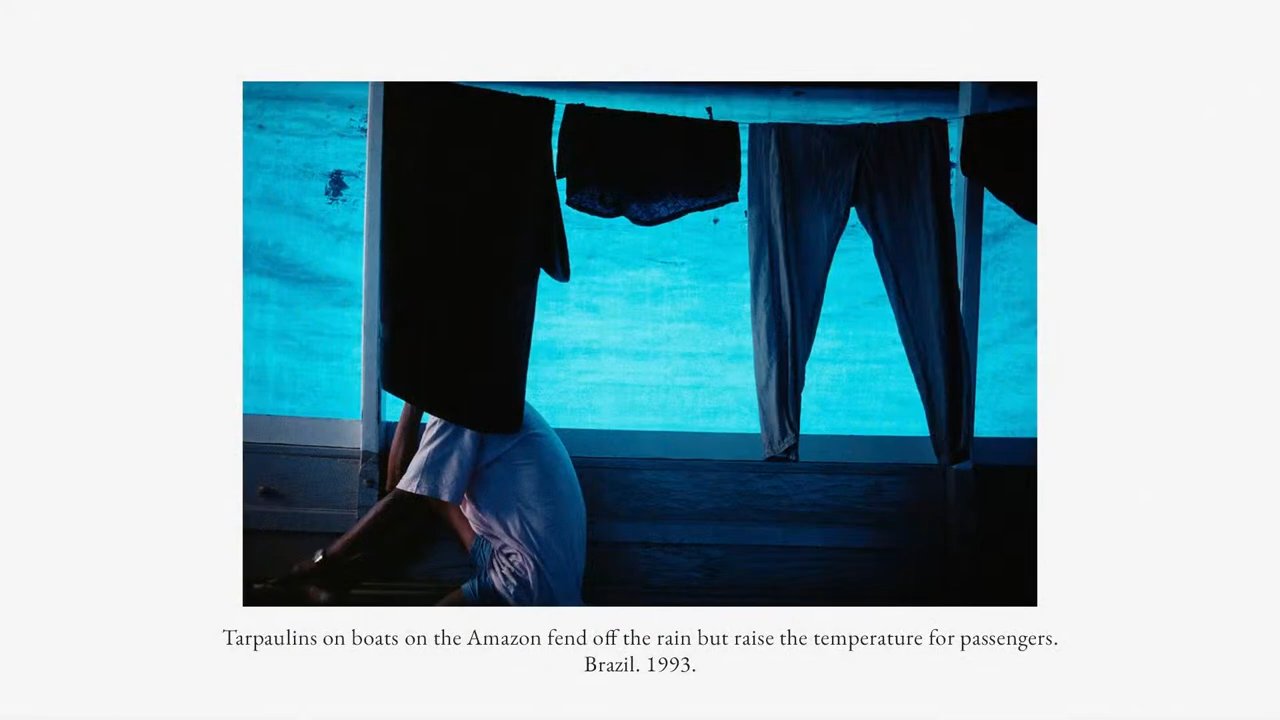 Tarpaulins on boats on the Amazon fend off the rain but raise the temperature for passengers.
Brazil. 1993.